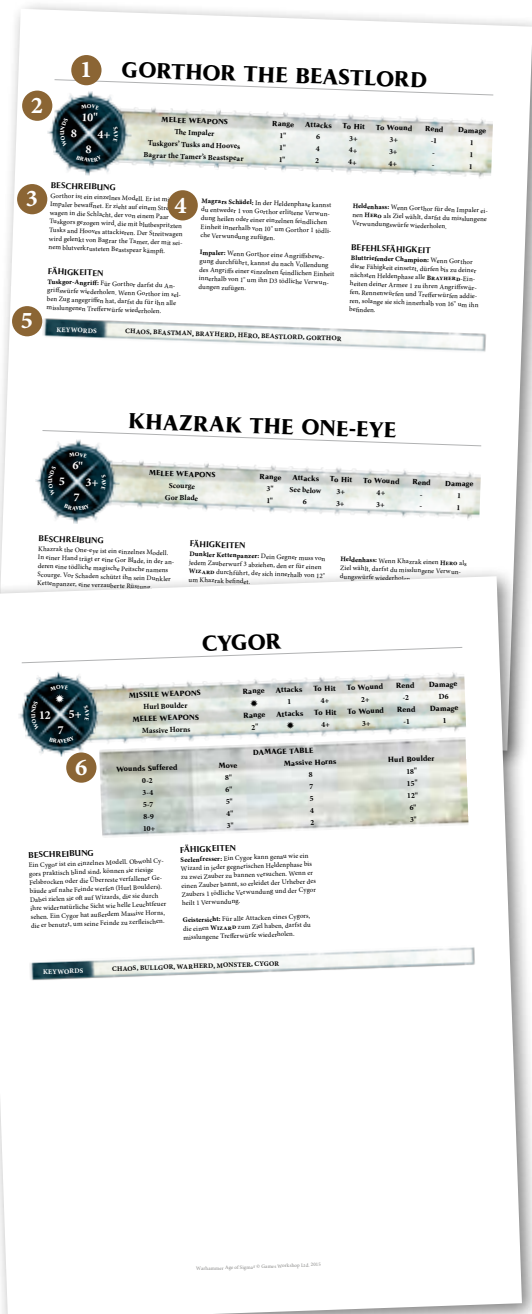 1
GORTHOR THE BEASTLORD
2
MOVE
10"
WOUNDS 8 4+ SAVE
8
BRAVERY
MELEE WEAPONS Range Attacks To Hit To Wound Rend Damage
The Impaler 1" 6 3+ 3+ -1 1
Tuskgors' Tusks and Hooves 1" 4 4+ 3+ - 1
Bagrar the Tamer's Beastspear 1" 2 4+ 4+ - 1
3
BESCHREIBUNG
Gorthor ist ein einzelnes Modell. Er ist mit
Impaler bewaffnet. Er zieht auf einem
wagen in die Schlacht, der von einem Paar
Tuskgors gezogen wird, die mit blutbespritzten
Tusks and Hooves attackieren. Der Streitwagen
wird gelenkt von Bagrar the Tamer, der mit sei-
nem blutverkrusteten Beastspear kämpft.
FÄHIGKEITEN
Tuskgor-Angriff: Für Gorthor darfst du An-
griffswürfe wiederholen. Wenn Gorthor im sel-
ben Zug angegriffen hat, darfst du für ihn alle
misslungenen Trefferwürfe wiederholen.
4
Magrars Schädel: In der Heldenphase kannst
du entweder 1 von Gorthor erlittene Verwun-
dung heilen oder einer einzelnen feindlichen
Einheit innerhalb von 10" um Gorthor 1 tödli-
che Verwundung zufügen.
Impaler: Wenn Gorthor eine Angriffsbewe-
gung durchführt, kannst du nach Vollendung
des Angriffs einer einzelnen feindlichen Einheit
innerhalb von 1" um ihn D3 tödliche Verwun-
dungen zufügen.
Heldenhass: Wenn Gorthor für den Impaler ei-
nen HERO als Ziel wählt, darfst du misslungene
Verwundungswürfe wiederholen.
BEFEHLSFÄHIGKEIT
Bluttriefender Champion: Wenn Gorthor
diese Fähigkeit einsetzt, dürfen bis zu deiner
nächsten Heldenphase alle BRAYHERD-Ein-
heiten deiner Armee 1 zu ihren Angriffswür-
fen, Rennenwürfen und Trefferwürfen addie-
ren, solange sie sich innerhalb von 16" um ihn
befinden.
5
KEYWORDS CHAOS, BEASTMAN, BRAYHERD, HERO, BEASTLORD, GORTHOR
KHAZRAK THE ONE-EYE
MOVE
6"
WOUNDS 5 3+ SAVE
7
BRAVERY
MELEE WEAPONS Range Attacks To Hit To Wound Rend Damage
Scourge 3" See below 3+ 4+ - 1
Gor Blade 1" 6 3+ 3+ - 1
BESCHREIBUNG
Khazrak the One-eye ist ein einzelnes Modell.
In einer Hand trägt er eine Gor Blade, in der an-
deren eine tödliche magische Peitsche namens
Scourge. Vor Schaden schützt ihn sein Dunkler
Kettenpanzer, eine verzauberte Rüstung.
FÄHIGKEITEN
Dunkler Kettenpanzer: Dein Gegner muss von
jedem Zauberwurf 3 abziehen, den er für einen
WIZARD durchführt, der sich innerhalb von 12"
um Khazrak befindet.
Heldenhass: Wenn Khazrak einen HERO als
Ziel wählt, darfst du misslungene Verwun-
dungswürfe wiederholen.
CYGOR
MOVE
✹
WOUNDS 12 5+ SAVE
7
BRAVERY
MISSILE WEAPONS Range Attacks To Hit To Wound Rend Damage
Hurl Boulder ✹ 1 4+ 2+ -2 D6
MELEE WEAPONS Range Attacks To Hit To Wound Rend Damage
Massive Horns 2" ✹ 4+ 3+ -1 1
6
DAMAGE TABLE
Wounds Suffered Move Massive Horns Hurl Boulder
0-2 8" 8 18"
3-4 6" 7 15"
5-7 5" 5 12"
8-9 4" 4 6"
10+ 3" 2 3"
BESCHREIBUNG
Ein Cygor ist ein einzelnes Modell. Obwohl Cy-
gors praktisch blind sind, können sie riesige
Felsbrocken oder die Überreste verfallener Ge-
bäude auf nahe Feinde werfen (Hurl Boulders).
Dabei zielen sie oft auf Wizards, die sie durch
ihre widernatürliche Sicht wie helle Leuchtfeuer
sehen. Ein Cygor hat außerdem Massive Horns,
die er benutzt, um seine Feinde zu zerfleischen.
FÄHIGKEITEN
Seelenfresser: Ein Cygor kann genau wie ein
Wizard in jeder gegnerischen Heldenphase bis
zu zwei Zauber zu bannen versuchen. Wenn er
einen Zauber bannt, so erleidet der Urheber des
Zaubers 1 tödliche Verwundung und der Cygor
heilt 1 Verwundung.
Geistersicht: Für alle Attacken eines Cygors,
die einen WIZARD zum Ziel haben, darfst du
misslungene Trefferwürfe wiederholen.
KEYWORDS CHAOS, BULLGOR, WARHERD, MONSTER, CYGOR
Warhammer: Age of Sigmar © Games Workshop Ltd, 2015